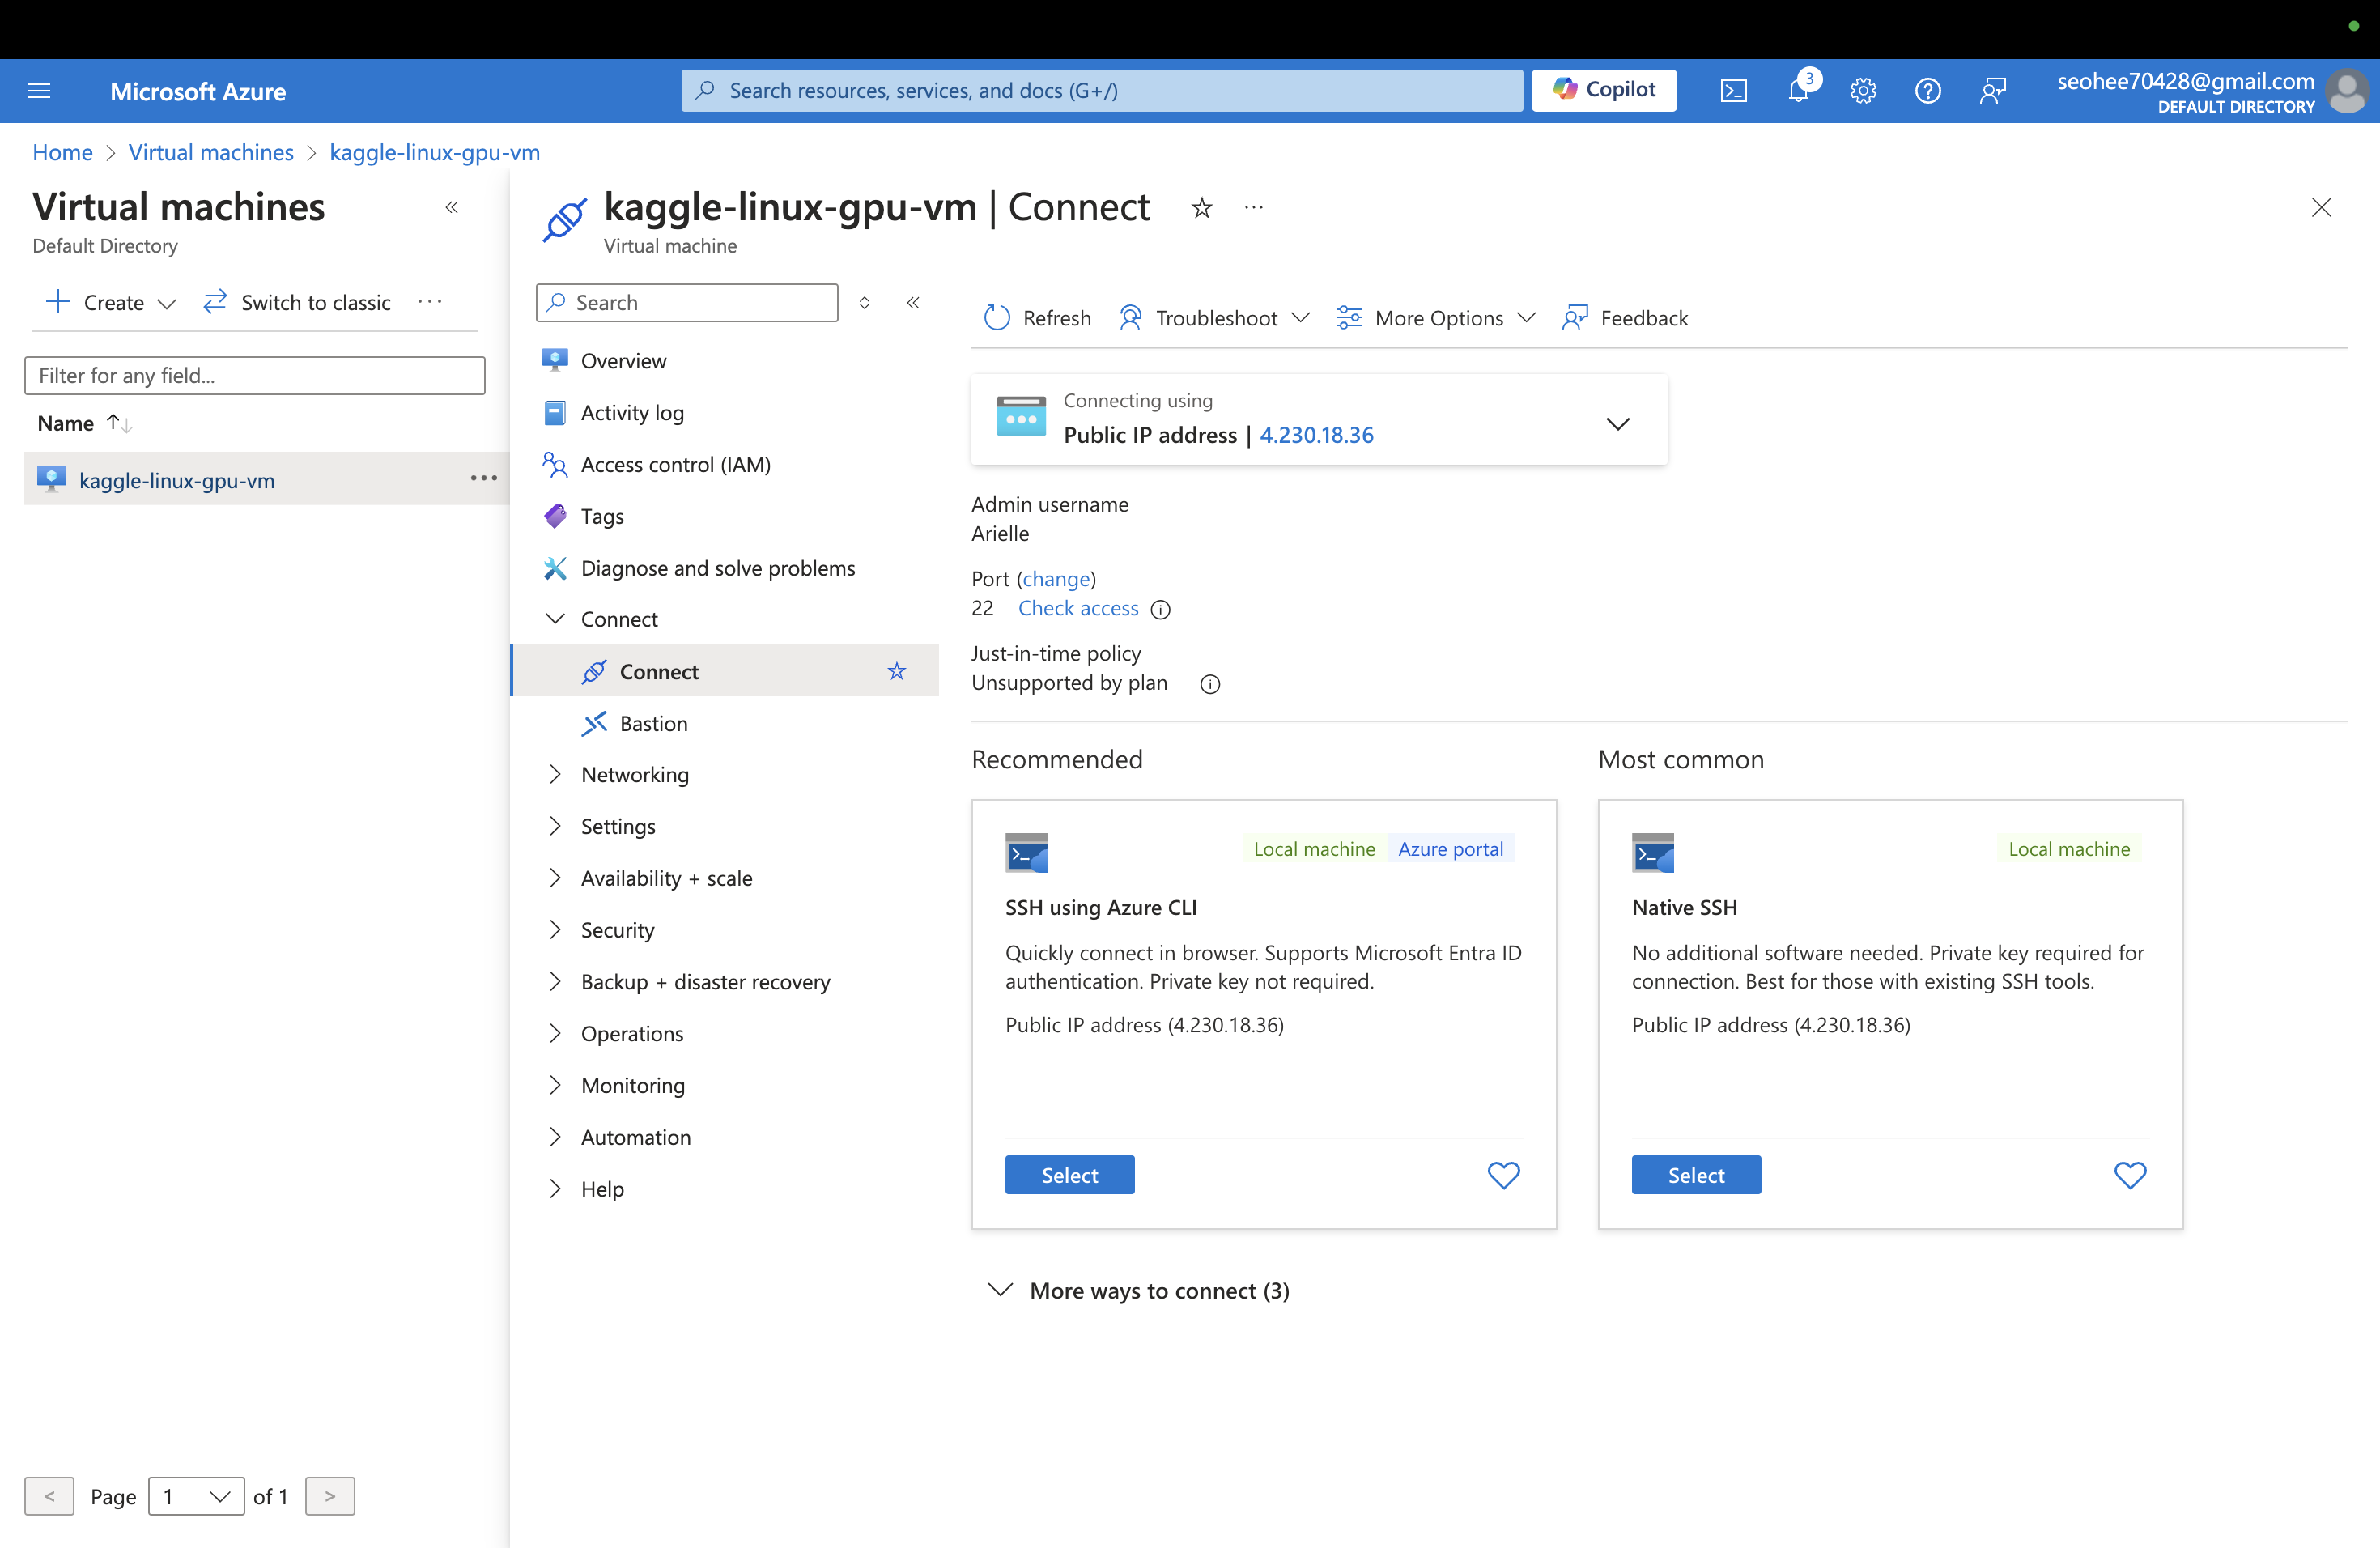 Microsoft Azure
Search resources, services, and docs (G+/)
Copilot
3
seohee70428@gmail.com
DEFAULT DIRECTORY
Home > Virtual machines > kaggle-linux-gpu-vm
Virtual machines
Default Directory
Create
Switch to classic
Filter for any field...
Name
kaggle-linux-gpu-vm
Page 1 of 1
kaggle-linux-gpu-vm | Connect
Virtual machine
Search
Overview
Activity log
Access control (IAM)
Tags
Diagnose and solve problems
Connect
Connect
Bastion
Networking
Settings
Availability + scale
Security
Backup + disaster recovery
Operations
Monitoring
Automation
Help
Refresh
Troubleshoot
More Options
Feedback
Connecting using
Public IP address | 4.230.18.36
Admin username
Arielle
Port (change)
22 Check access
Just-in-time policy
Unsupported by plan
Recommended
Local machine
Azure portal
SSH using Azure CLI
Quickly connect in browser. Supports Microsoft Entra ID
authentication. Private key not required.
Public IP address (4.230.18.36)
Select
Most common
Local machine
Native SSH
No additional software needed. Private key required for
connection. Best for those with existing SSH tools.
Public IP address (4.230.18.36)
Select
More ways to connect (3)